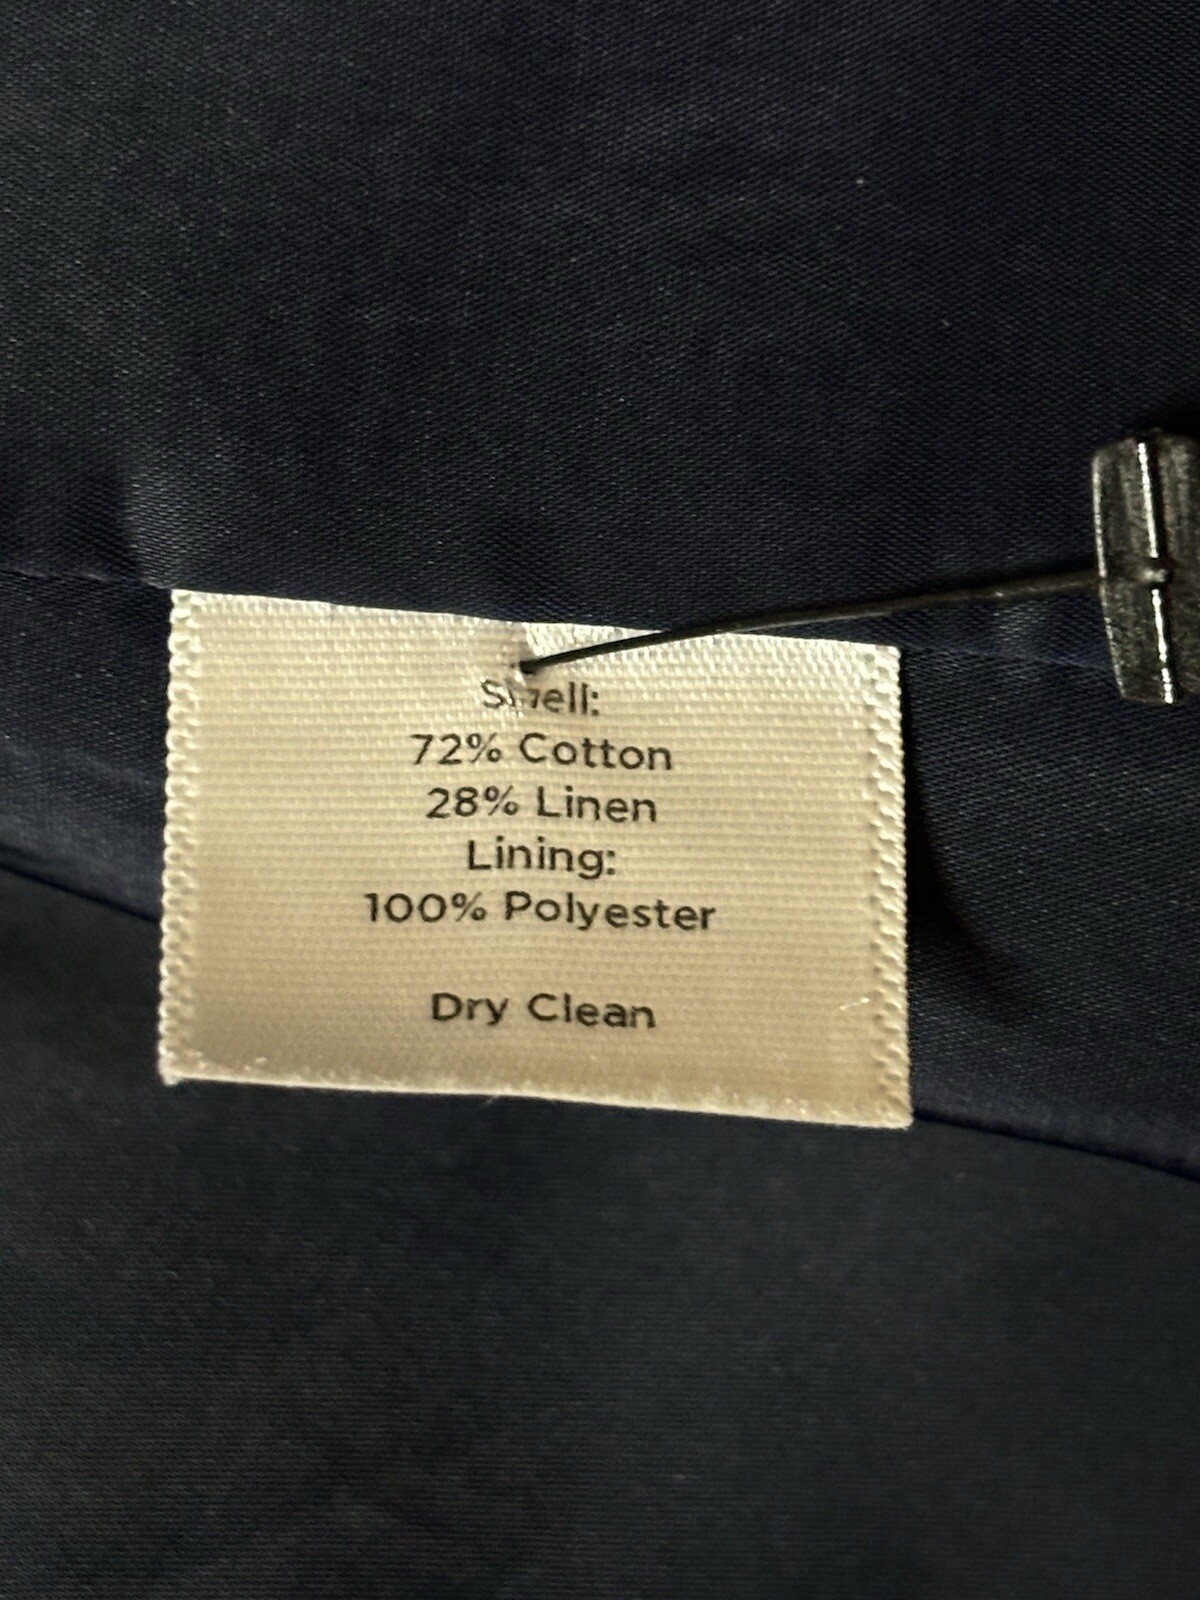 Shell:
72% Cotton
28% Linen
Lining:
100% Polyester
Dry Clean